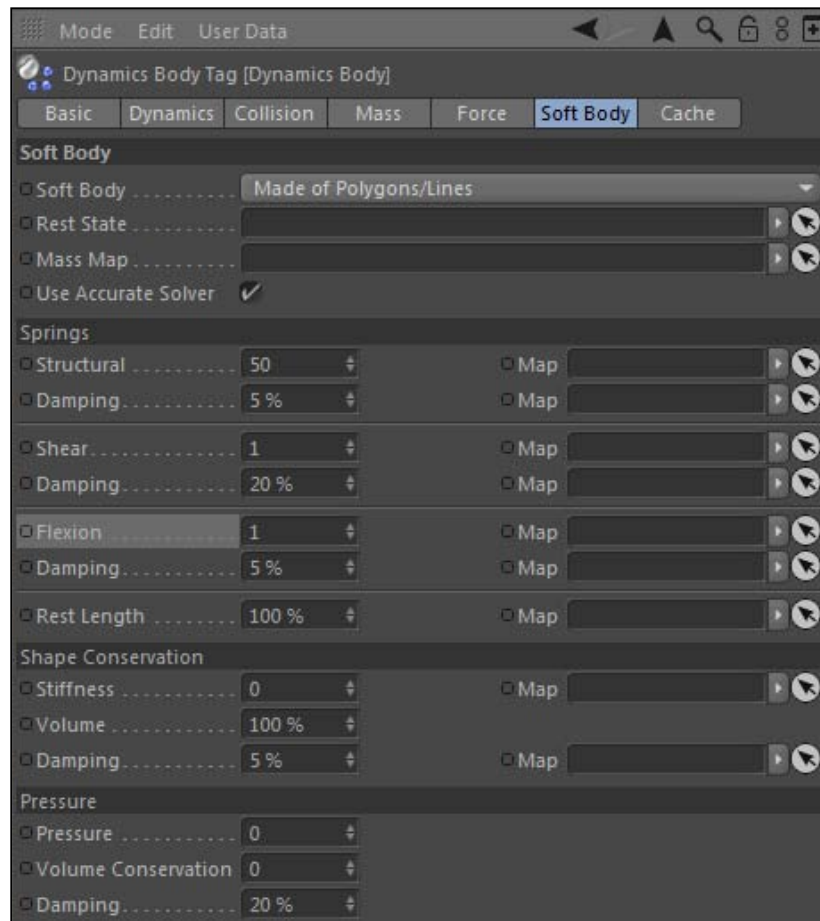 Mode Edit User Data
Dynamics Body Tag [Dynamics Body]
Basic Dynamics Collision Mass Force Soft Body Cache
Soft Body
Soft Body . . . . . . . . . . Made of Polygons/Lines
Rest State . . . . . . . . . .
Mass Map . . . . . . . . . .
Use Accurate Solver
Springs
Structural . . . . . . . . . . 50 Map
Damping . . . . . . . . . . . 5 % Map
Shear . . . . . . . . . . . . . 1 Map
Damping . . . . . . . . . . . 20 % Map
Flexion . . . . . . . . . . . . 1 Map
Damping . . . . . . . . . . . 5 % Map
Rest Length . . . . . . . . 100 % Map
Shape Conservation
Stiffness . . . . . . . . . . . 0 Map
Volume . . . . . . . . . . . . 100 %
Damping . . . . . . . . . . . 5 % Map
Pressure
Pressure . . . . . . . . . . . 0
Volume Conservation 0
Damping . . . . . . . . . . . 20 %